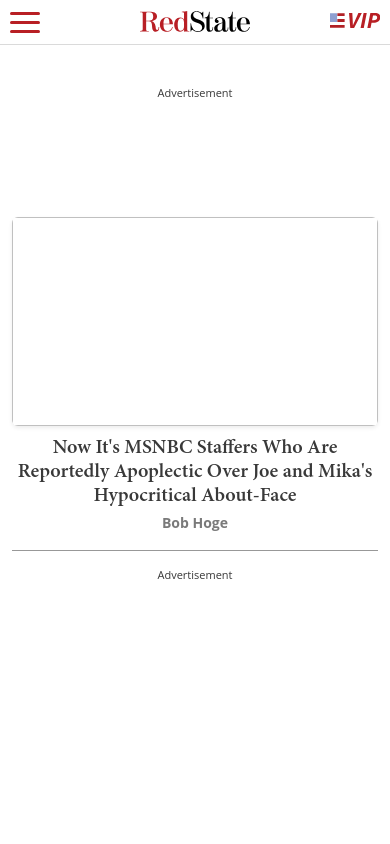 RedState
VIP
Advertisement
Now It's MSNBC Staffers Who Are
Reportedly Apoplectic Over Joe and Mika's
Hypocritical About-Face
Bob Hoge
Advertisement